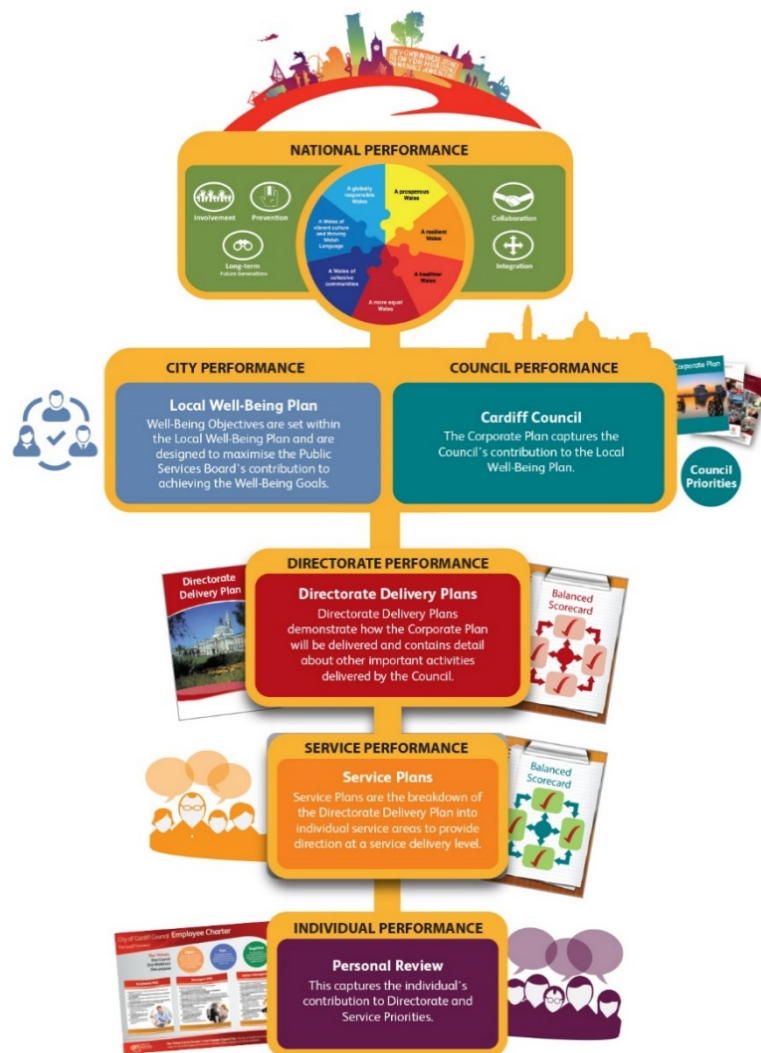 NATIONAL PERFORMANCE
Involvement
Prevention
Long-term
Future Generations
A globally
responsible
Wales
A prosperous
Wales
A Wales of
vibrant culture
and thriving
Welsh
Language
A resilient
Wales
A Wales of
cohesive
communities
A healthier
Wales
A more equal
Wales
Collaboration
Integration
CITY PERFORMANCE
Local Well-Being Plan
Well-Being Objectives are set within
the Local Well-Being Plan and are
designed to maximise the Public
Services Board's contribution to
achieving the Well-Being Goals.
COUNCIL PERFORMANCE
Cardiff Council
The Corporate Plan captures the
Council's contribution to the Local
Well-Being Plan.
Corporate Plan
Council
Priorities
DIRECTORATE PERFORMANCE
Directorate
Delivery Plan
Directorate Delivery Plans
Directorate Delivery Plans
demonstrate how the Corporate Plan
will be delivered and contains detail
about other important activities
delivered by the Council.
Balanced
Scorecard
SERVICE PERFORMANCE
Service Plans
Service Plans are the breakdown of
the Directorate Delivery Plan into
individual service areas to provide
direction at a service delivery level.
Balanced
Scorecard
INDIVIDUAL PERFORMANCE
City of Cardiff Council Employee Charter
Personal Review
This captures the individual's
contribution to Directorate and
Service Priorities.